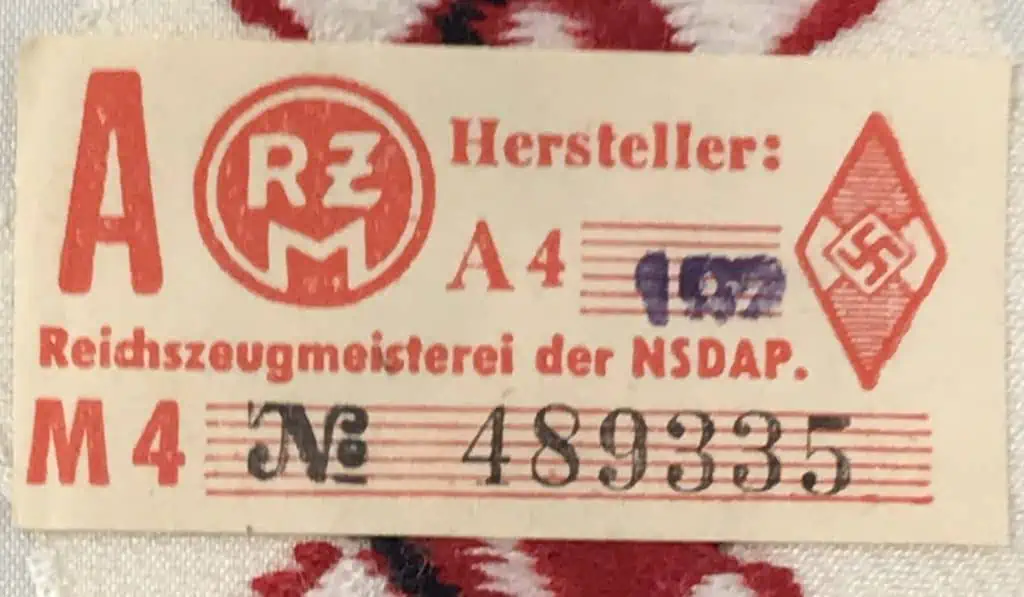 A
RZM
Hersteller:
A 4
Reichszeugmeisterei der NSDAP.
M 4 № 489335